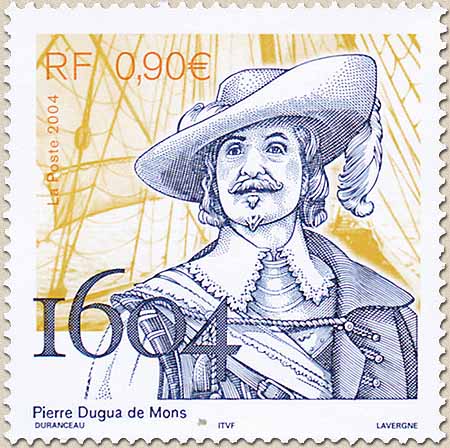 RF 0,90€
La Poste 2004
1604
Pierre Dugua de Mons
DURANCEAU ITVF LAVERGNE